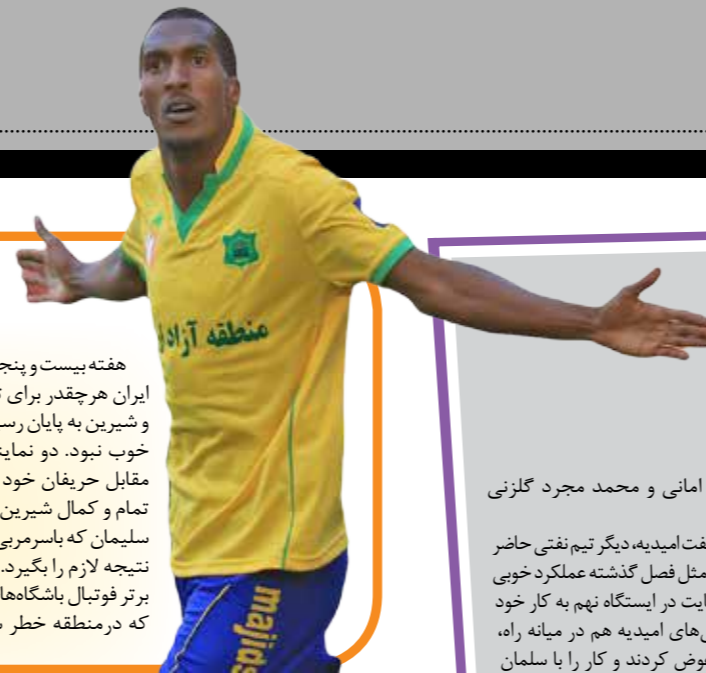 هفته بیست و پنج
ایران هرچقدر برای
و شیرین به پایان رس
خوب نبود. دو نماین
مقابل حریفان خود
تمام و کمال شیرین
سلیمان که باسرمربی
نتیجه لازم را بگیرد.
برتر فوتبال باشگاه‌ها
که درمنطقه خطر
منطقه آزاد
majids
امانی و محمد مجرد گلزنی
فت امیدیه، دیگر تیم نفتی حاضر
مثل فصل گذشته عملکرد خوبی
ایت در ایستگاه نهم به کار خود
ی‌های امیدیه هم در میانه راه،
عوض کردند و کار را با سلمان